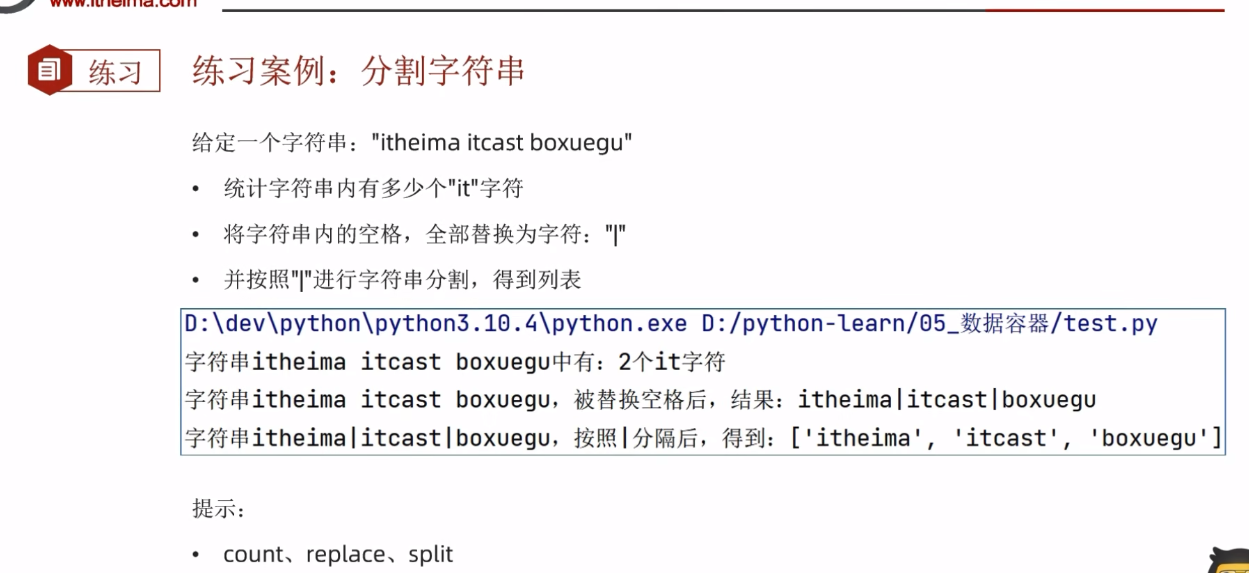 www.itheima.com
练习
练习案例：分割字符串
给定一个字符串："itheima itcast boxuegu"
• 统计字符串内有多少个"it"字符
• 将字符串内的空格，全部替换为字符："|"
• 并按照"|"进行字符串分割，得到列表
D:\dev\python\python3.10.4\python.exe D:/python-learn/05_数据容器/test.py
字符串itheima itcast boxuegu中有：2个it字符
字符串itheima itcast boxuegu，被替换空格后，结果：itheima|itcast|boxuegu
字符串itheima|itcast|boxuegu，按照|分隔后，得到：['itheima', 'itcast', 'boxuegu']
提示：
• count、replace、split